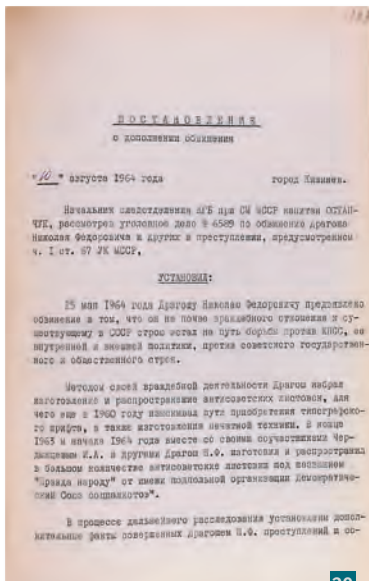 ПОСТАНОВЛЕНИЕ
о дополнении обвинения
"10" августа 1964 года город Кишинев.
Начальник следотделения КГБ при СМ МССР капитан ОСТАП-
ЧУК, рассмотрев уголовное дело № 6589 по обвинению Драгоша
Николая Федоровича и других в преступлении, предусмотренном
ч. I ст. 67 УК МССР,
УСТАНОВИЛ:
25 мая 1964 года Драгошу Николаю Федоровичу предъявлено
обвинение в том, что он на почве враждебного отношения к су-
ществующему в СССР строю встал на путь борьбы против КПСС, ее
внутренней и внешней политики, против советского государствен-
ного и общественного строя.
Методом своей враждебной деятельности Драгош избрал
изготовление и распространение антисоветских листовок, для
чего еще в 1960 году изыскивал пути приобретения типографско-
го шрифта, а также изготовления печатной техники. В конце
1963 и начале 1964 года вместе со своими соучастниками Чер-
дынцевым И.А. и другими Драгош Н.Ф. изготовил и распространил
в большом количестве антисоветские листовки под названием
"Правда народу" от имени подпольной организации Демократиче-
ский Союз социалистов".
В процессе дальнейшего расследования установлены допол-
нительные факты совершенных Драгошем Н.Ф. преступлений и со-